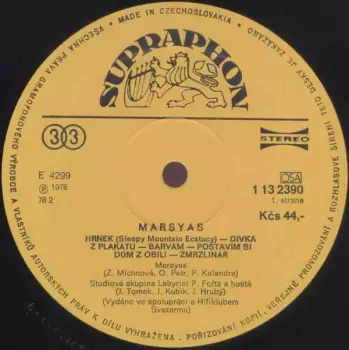 MADE IN CZECHOSLOVAKIA
VŠECHNA PRÁVA GRAMOFONOVÉHO VÝROBCE A VLASTNÍKŮ AUTORSKÝCH PRÁV K DÍLU VYHRAŽENA. POŘIZOVÁNÍ KOPIÍ, VEREJNÉ PROVOZOVÁNÍ A ROZHLASOVÉ ŠÍŘENÍ TÉTO DESKY JE ZAKÁZÁNO
SUPRAPHON
33
STEREO
E 4299
℗ 1978
78 2
OSA
1 13 2390
1. strana
Kčs 44,-
MARSYAS
HRNEK (Sleepy Mountain Ecstacy) — DÍVKA
Z PLAKÁTU — BARVÁM — POSTAVÍM SI
DŮM Z OBILÍ — ZMRZLINÁŘ
Marsyas
(Z. Michnová, O. Petr, P. Kalandra)
Studiová skupina Labyrint P. Fořta a hosté
(J. Tomek, J. Kubík, J. Hrubý)
(Vydáno ve spolupráci s Hifiklubem
Svazarmu)